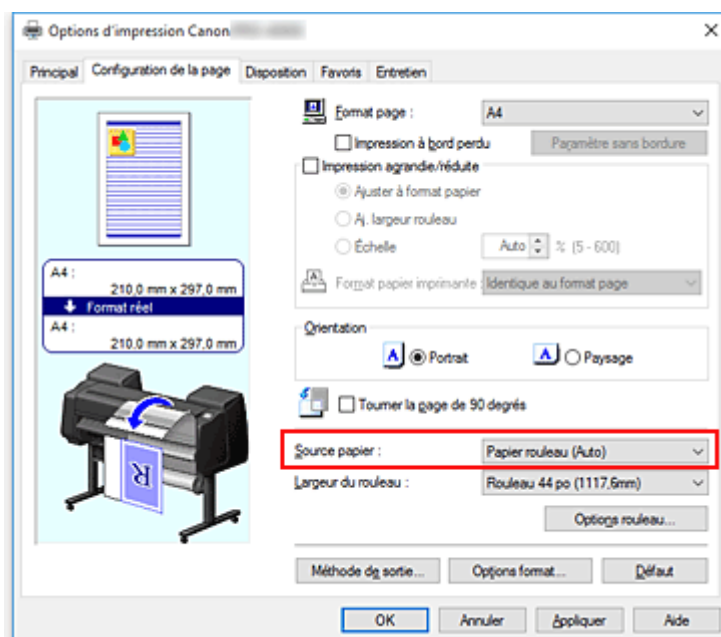 Options d'impression Canon
Principal Configuration de la page Disposition Favoris Entretien
Format page : A4
Impression à bord perdu Paramètre sans bordure
Impression agrandie/réduite
Ajuster à format papier
Aj. largeur rouleau
Échelle Auto % (5 - 600)
Format papier imprimante : Identique au format page
A4 :
210,0 mm x 297,0 mm
Format réel
A4 :
210,0 mm x 297,0 mm
Orientation
A Portrait A Paysage
Tourner la page de 90 degrés
R
Source papier : Papier rouleau (Auto)
Largeur du rouleau : Rouleau 44 po (1117,6mm)
Options rouleau...
Méthode de sortie... Options format... Défaut
OK Annuler Appliquer Aide